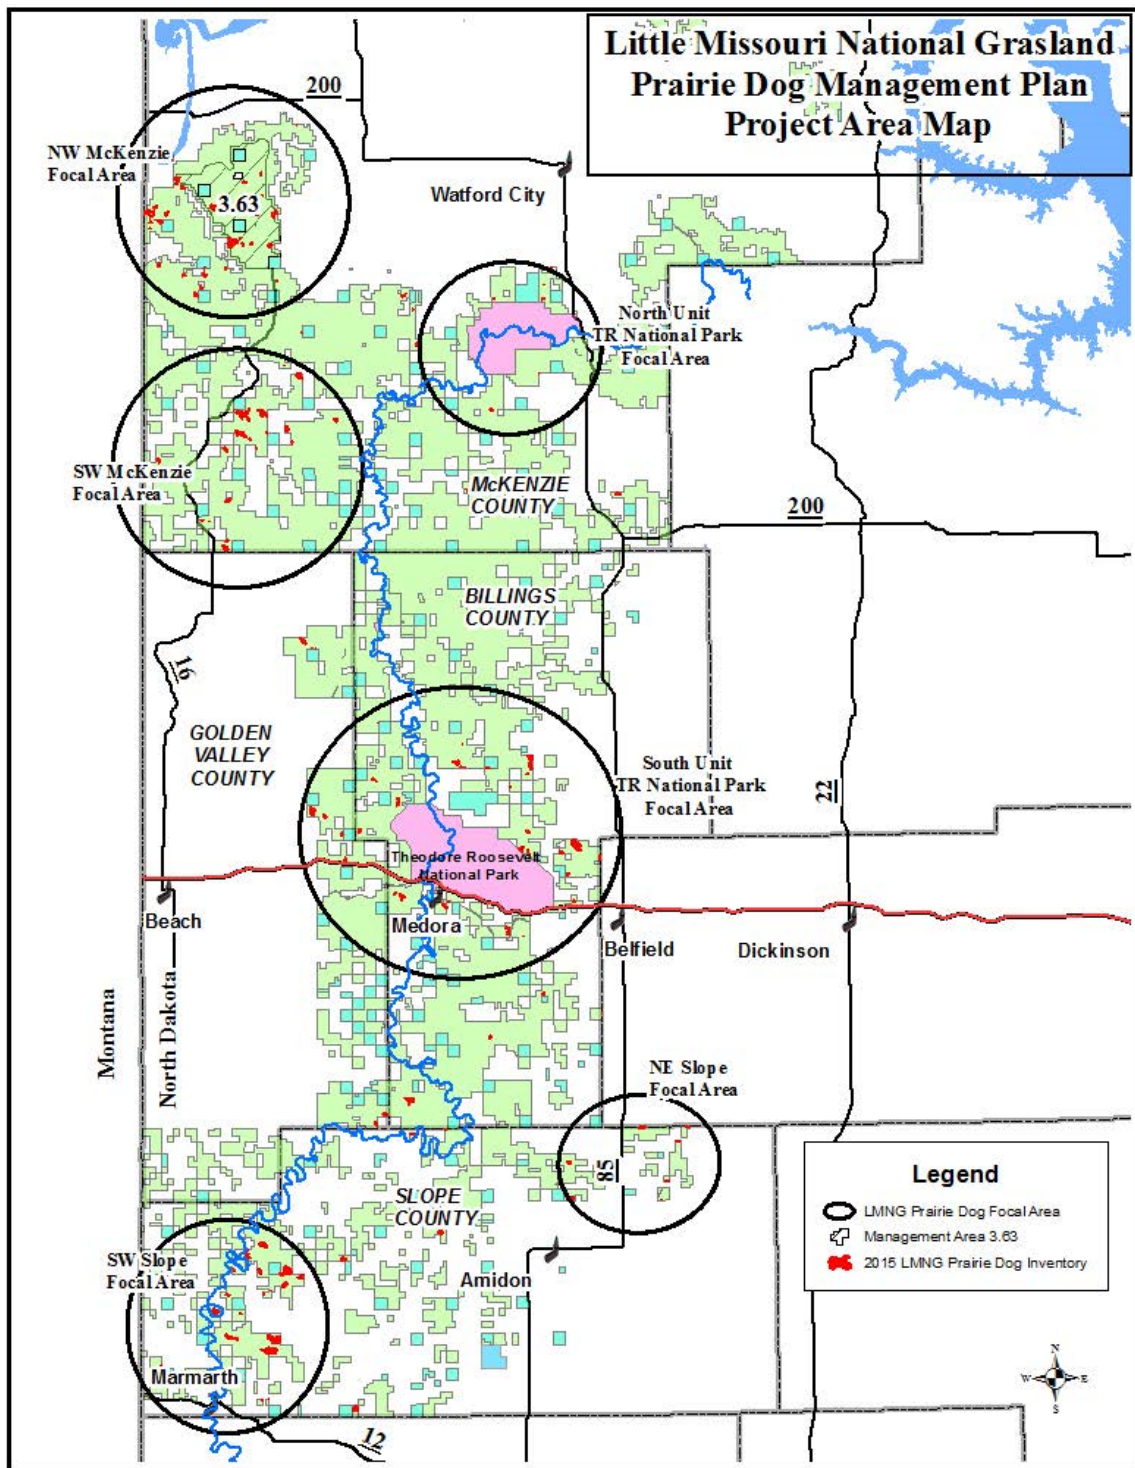 Little Missouri National Grasland
Prairie Dog Management Plan
Project Area Map
200
NW McKenzie
Focal Area
3.63
Watford City
North Unit
TR National Park
Focal Area
SW McKenzie
Focal Area
McKENZIE
COUNTY
200
BILLINGS
COUNTY
16
GOLDEN
VALLEY
COUNTY
South Unit
TR National Park
Focal Area
22
Theodore Roosevelt
National Park
Beach
Medora
Belfield
Dickinson
Montana
North Dakota
NE Slope
Focal Area
85
SLOPE
COUNTY
SW Slope
Focal Area
Amidon
Marmarth
12
Legend
LMNG Prairie Dog Focal Area
Management Area 3.63
2015 LMNG Prairie Dog Inventory
N
W
E
S